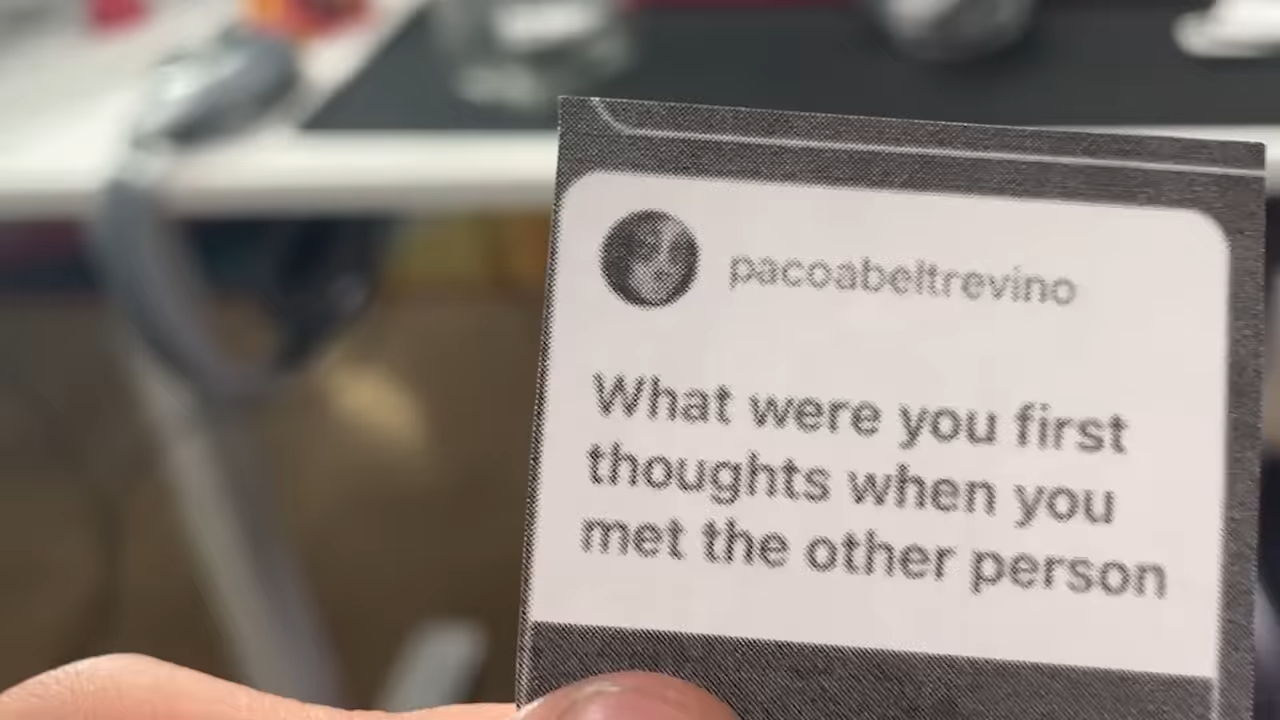 pacoabeltrevino
What were you first
thoughts when you
met the other person